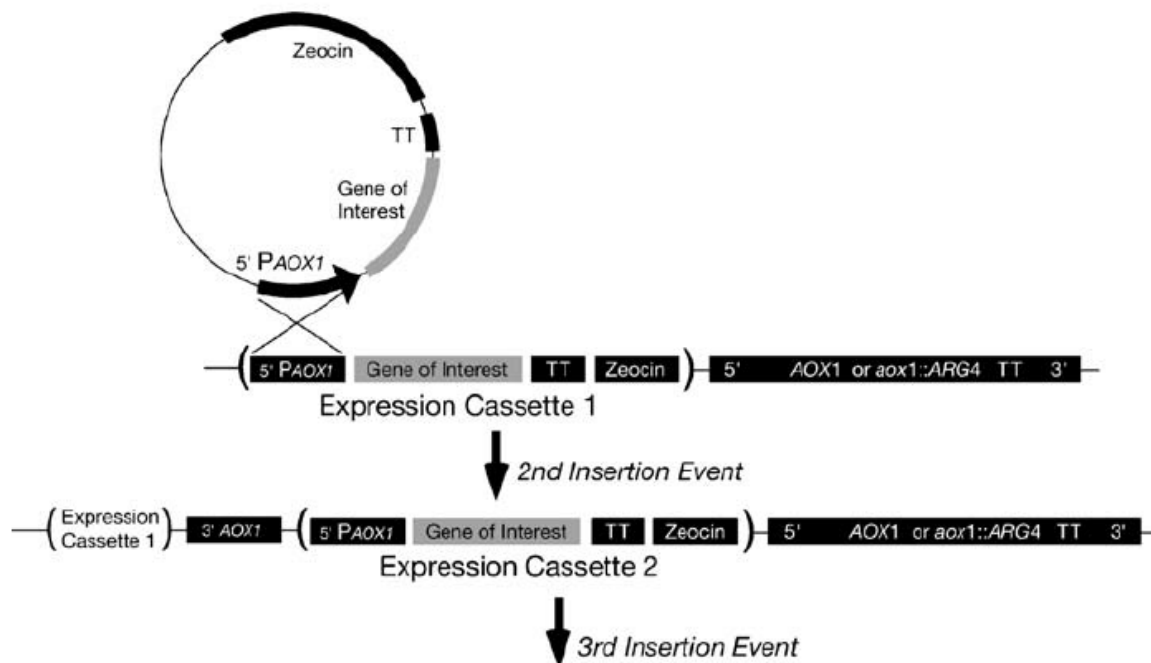 Zeocin
TT
Gene of
Interest
5' PAOX1
( 5' PAOX1 Gene of Interest TT Zeocin ) 5' AOX1 or aox1::ARG4 TT 3'
Expression Cassette 1
2nd Insertion Event
( Expression
Cassette 1 ) 3' AOX1 ( 5' PAOX1 Gene of Interest TT Zeocin ) 5' AOX1 or aox1::ARG4 TT 3'
Expression Cassette 2
3rd Insertion Event